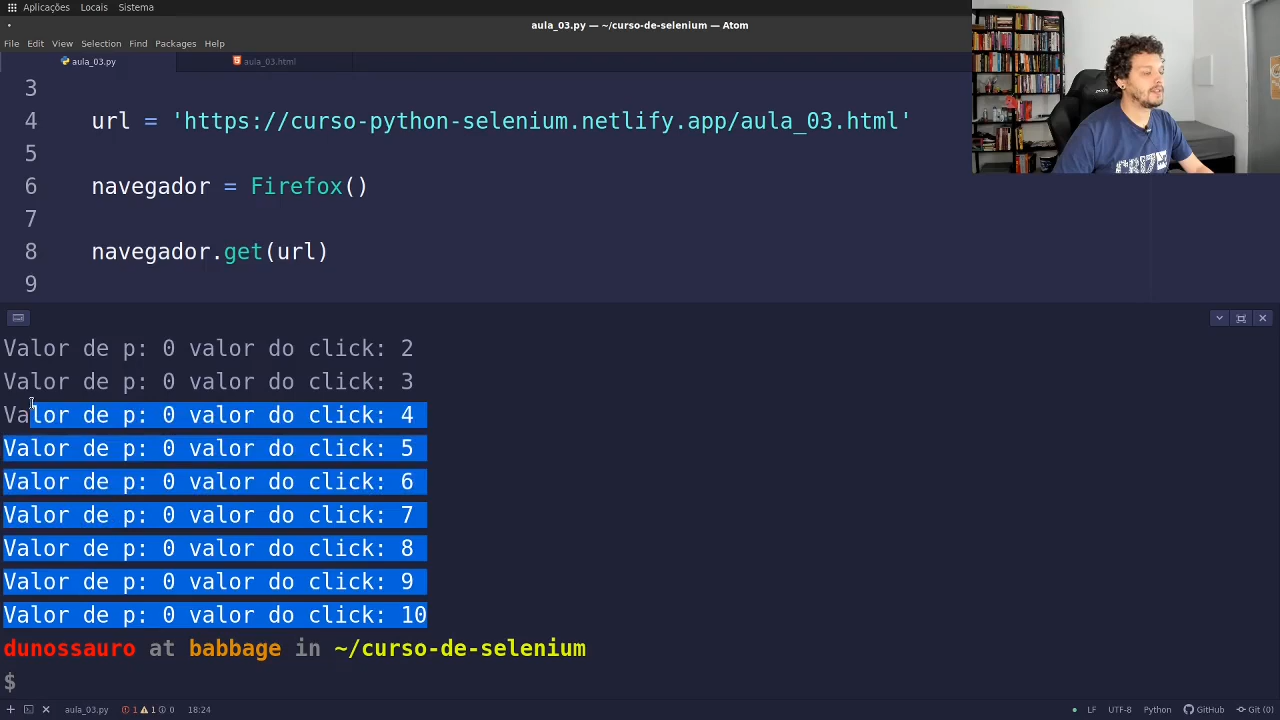 Aplicações Locais Sistema
aula_03.py — ~/curso-de-selenium — Atom
File Edit View Selection Find Packages Help
aula_03.py aula_03.html
3
4 url = 'https://curso-python-selenium.netlify.app/aula_03.html'
5
6 navegador = Firefox()
7
8 navegador.get(url)
9
Valor de p: 0 valor do click: 2
Valor de p: 0 valor do click: 3
Valor de p: 0 valor do click: 4
Valor de p: 0 valor do click: 5
Valor de p: 0 valor do click: 6
Valor de p: 0 valor do click: 7
Valor de p: 0 valor do click: 8
Valor de p: 0 valor do click: 9
Valor de p: 0 valor do click: 10
dunossauro at babbage in ~/curso-de-selenium
$
aula_03.py 1 1 0 18:24 LF UTF-8 Python GitHub Git (0)